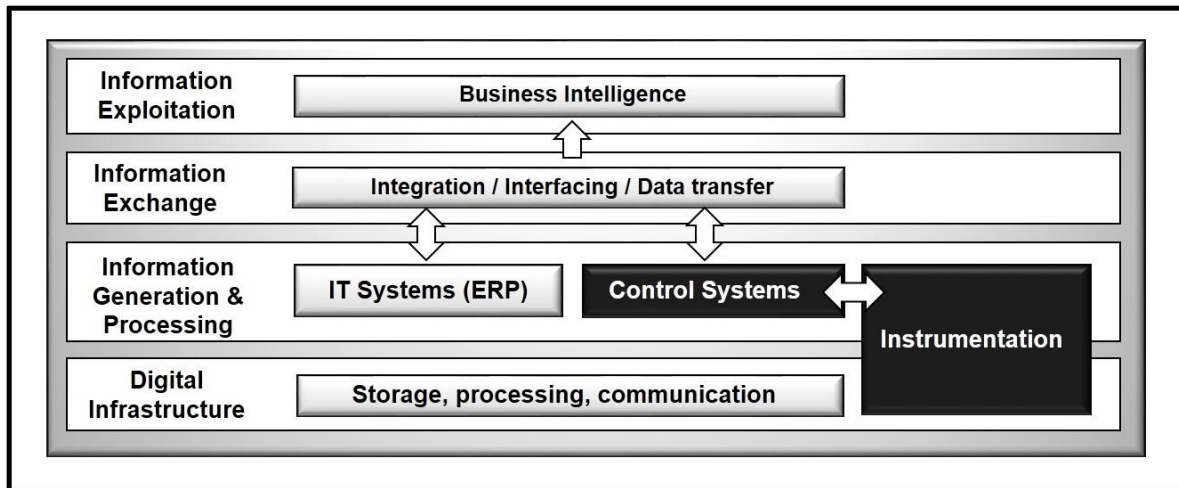 Information
Exploitation
Business Intelligence
Information
Exchange
Integration / Interfacing / Data transfer
Information
Generation &
Processing
IT Systems (ERP)
Control Systems
Instrumentation
Digital
Infrastructure
Storage, processing, communication